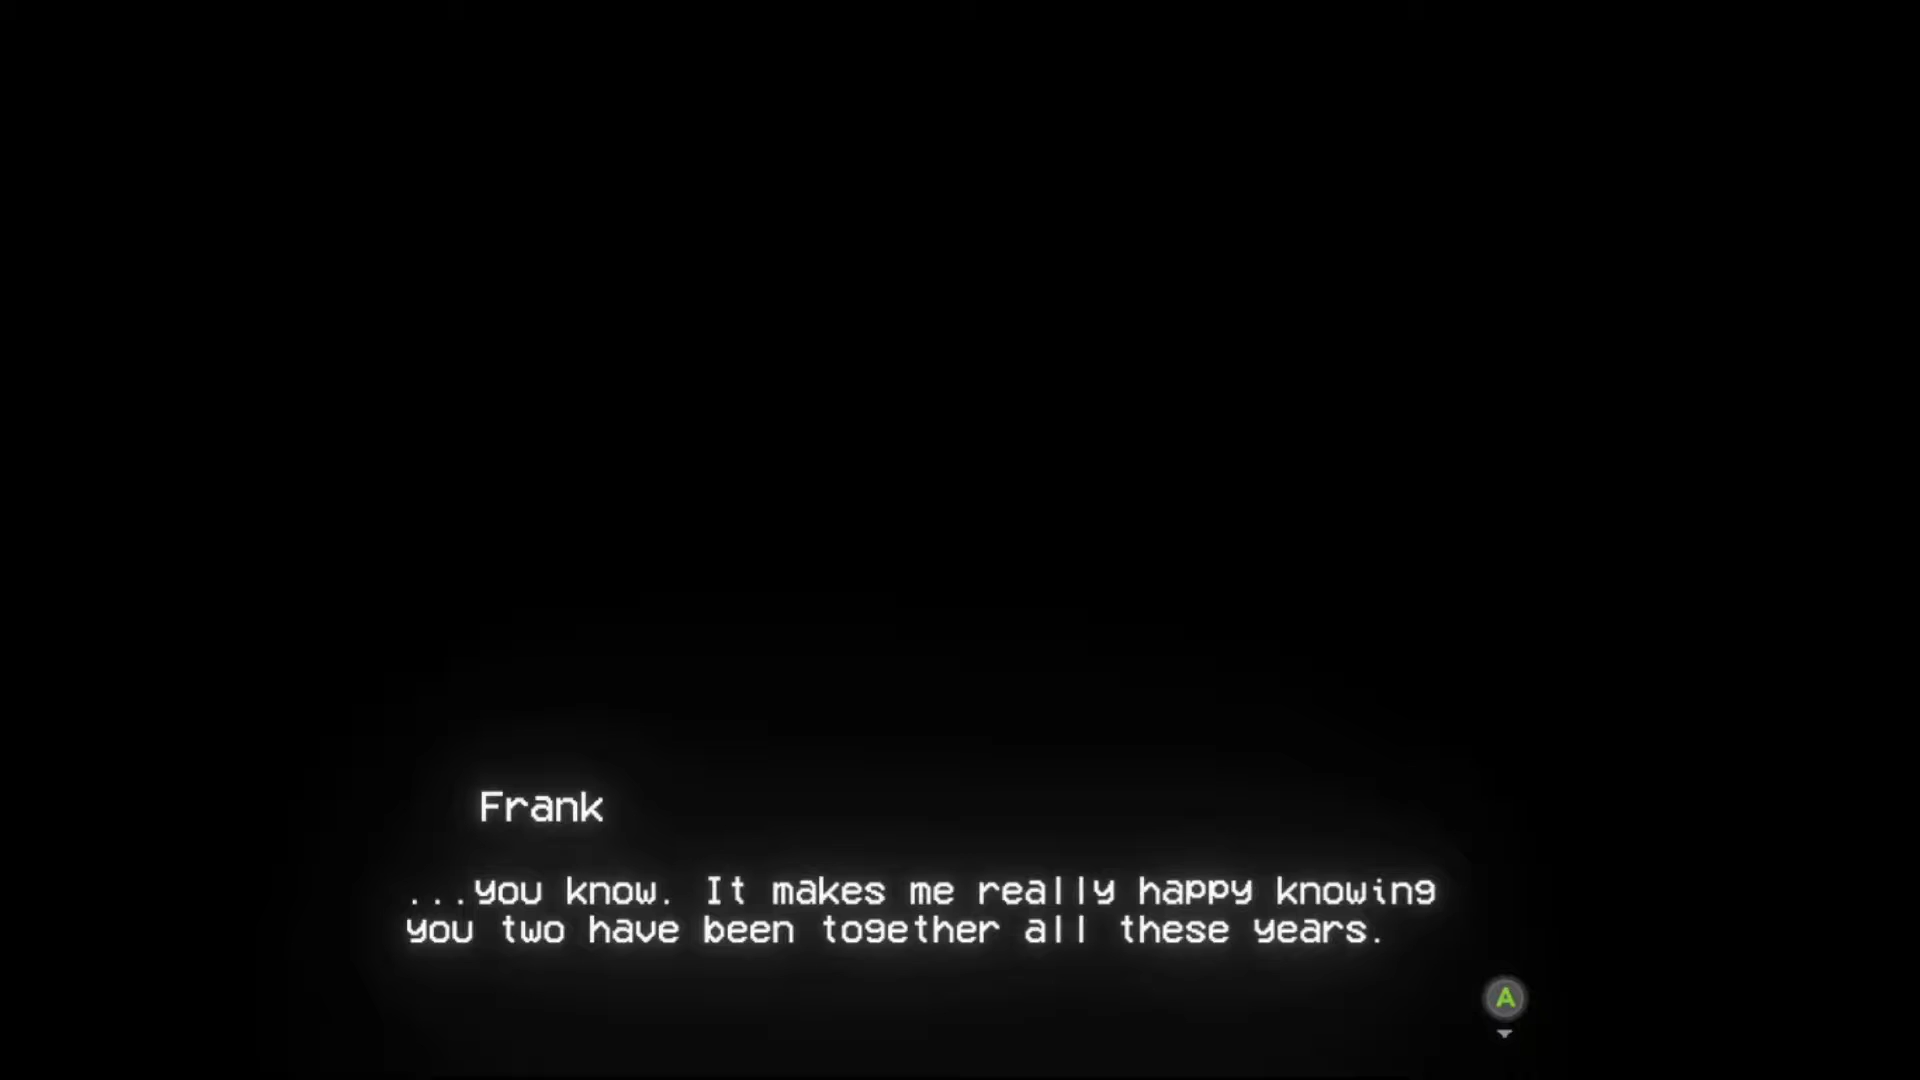 Frank
...you know. It makes me really happy knowing
you two have been together all these years.
A